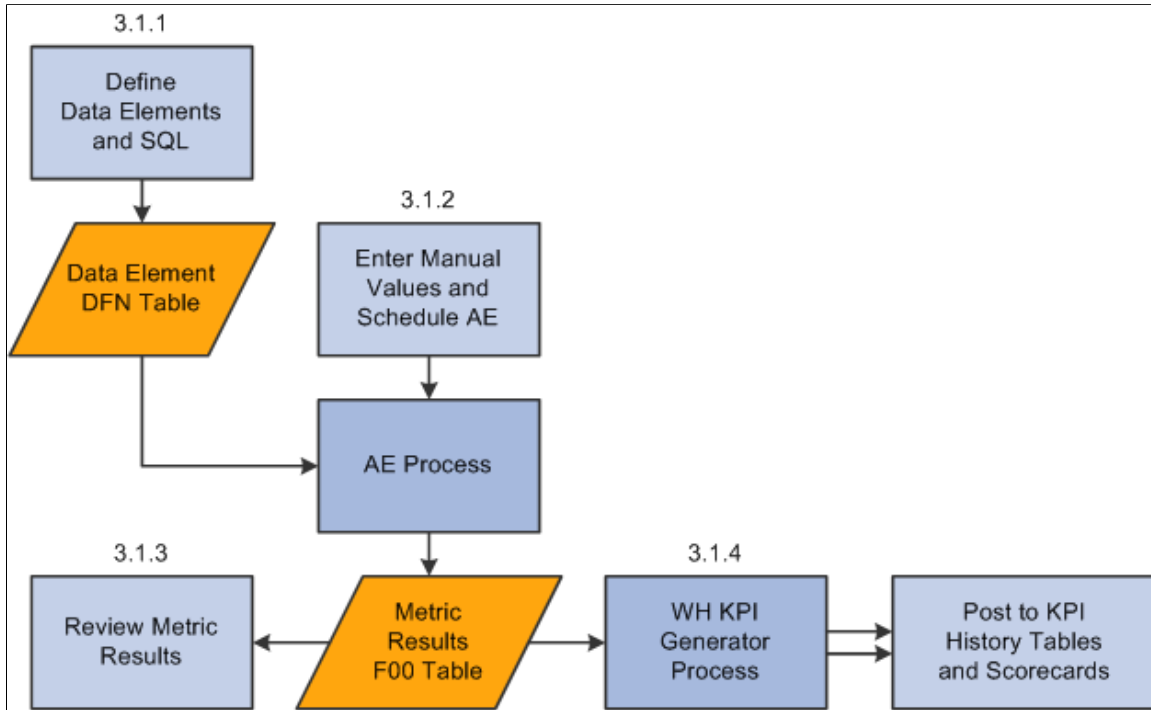 3.1.1
Define
Data Elements
and SQL
3.1.2
Data Element
DFN Table
Enter Manual
Values and
Schedule AE
AE Process
3.1.3
3.1.4
Review Metric
Results
Metric
Results
F00 Table
WH KPI
Generator
Process
Post to KPI
History Tables
and Scorecards